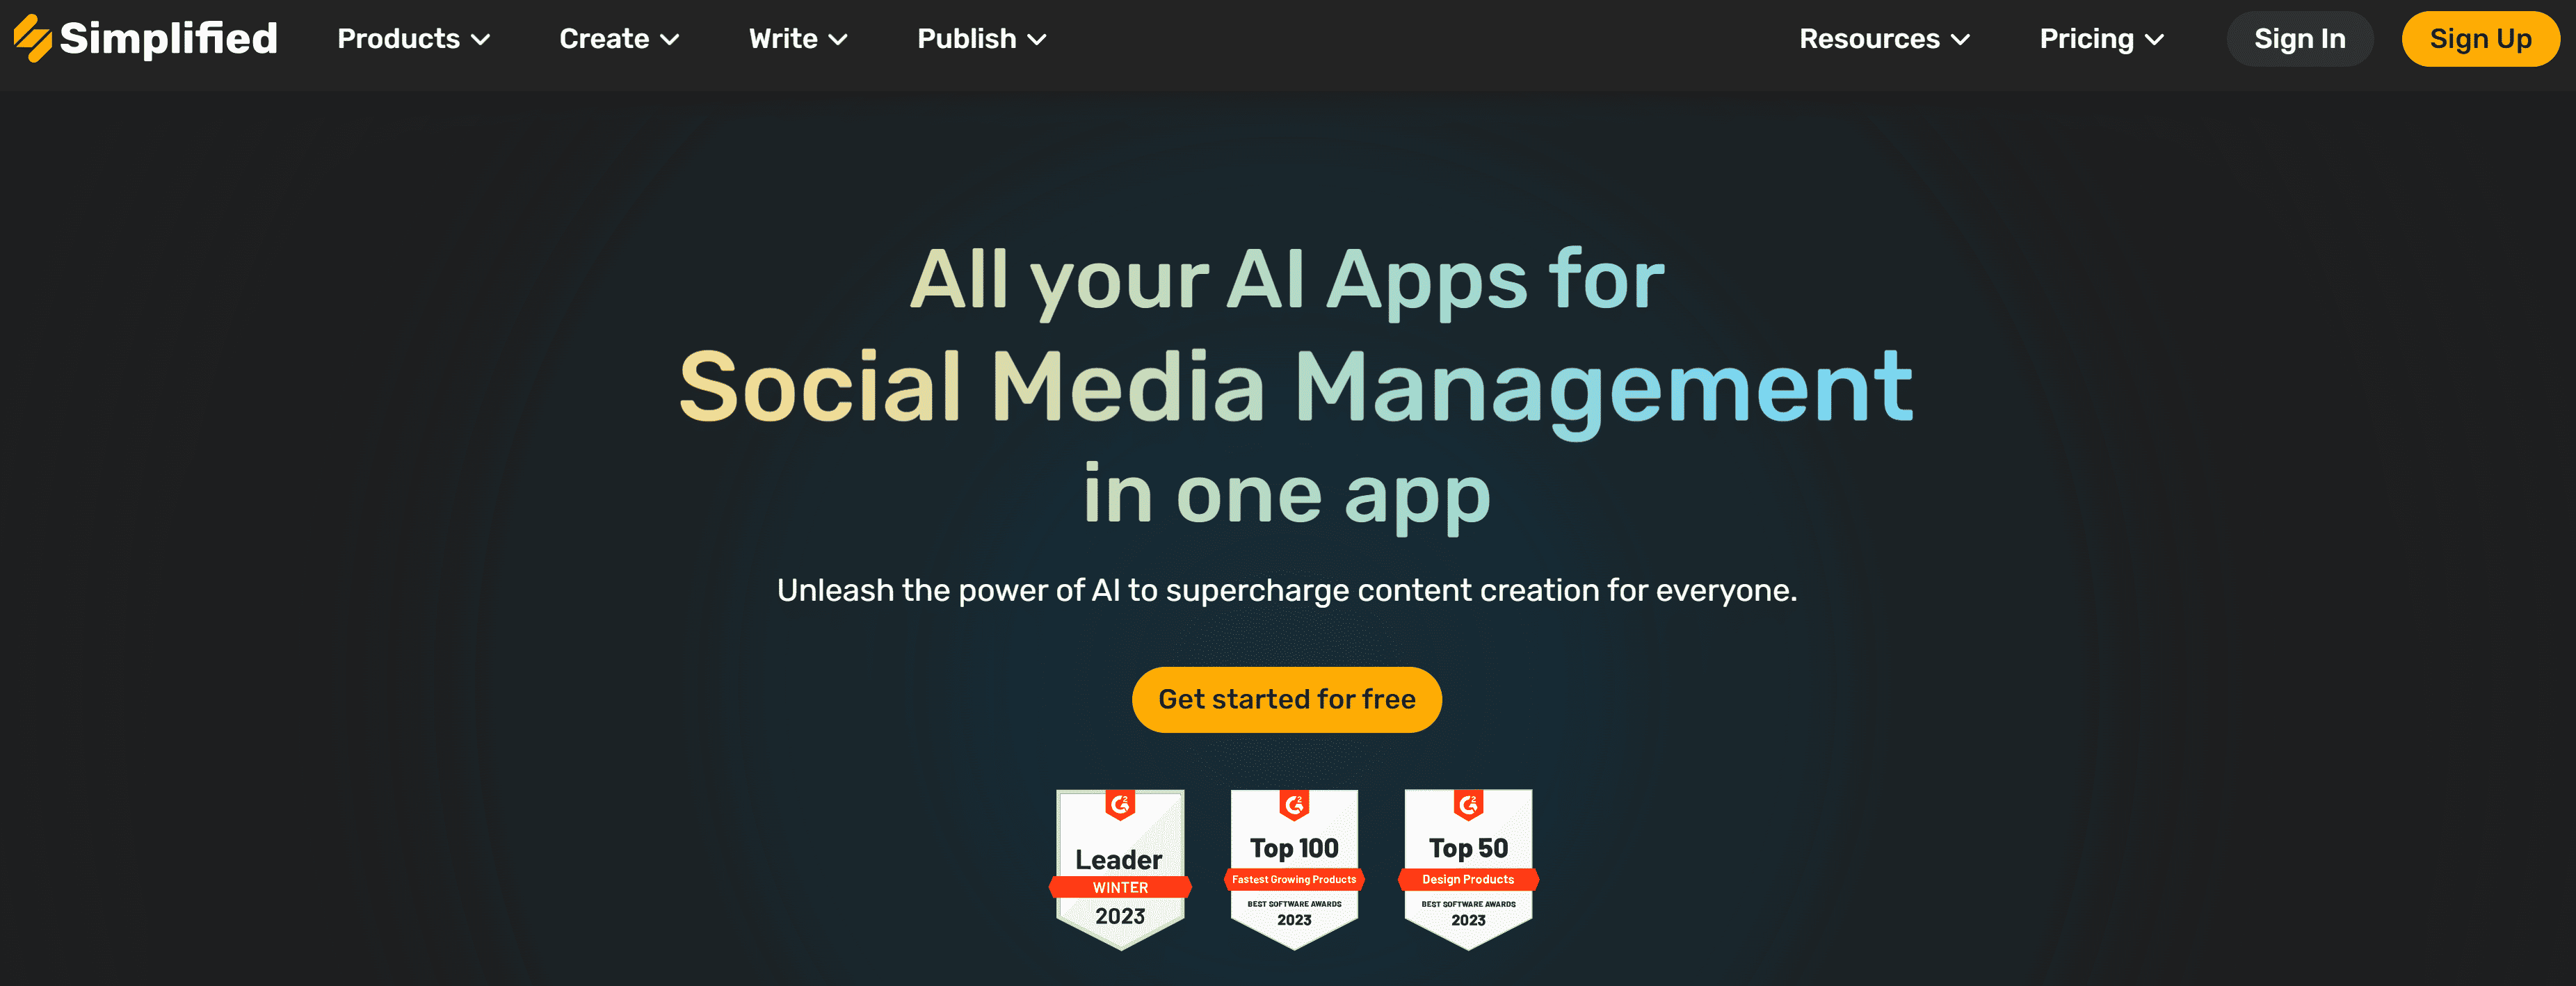 Simplified Products Create Write Publish Resources Pricing Sign In Sign Up
All your AI Apps for
Social Media Management
in one app
Unleash the power of AI to supercharge content creation for everyone.
Get started for free
G2
Leader
WINTER
2023
G2
Top 100
Fastest Growing Products
BEST SOFTWARE AWARDS
2023
G2
Top 50
Design Products
BEST SOFTWARE AWARDS
2023